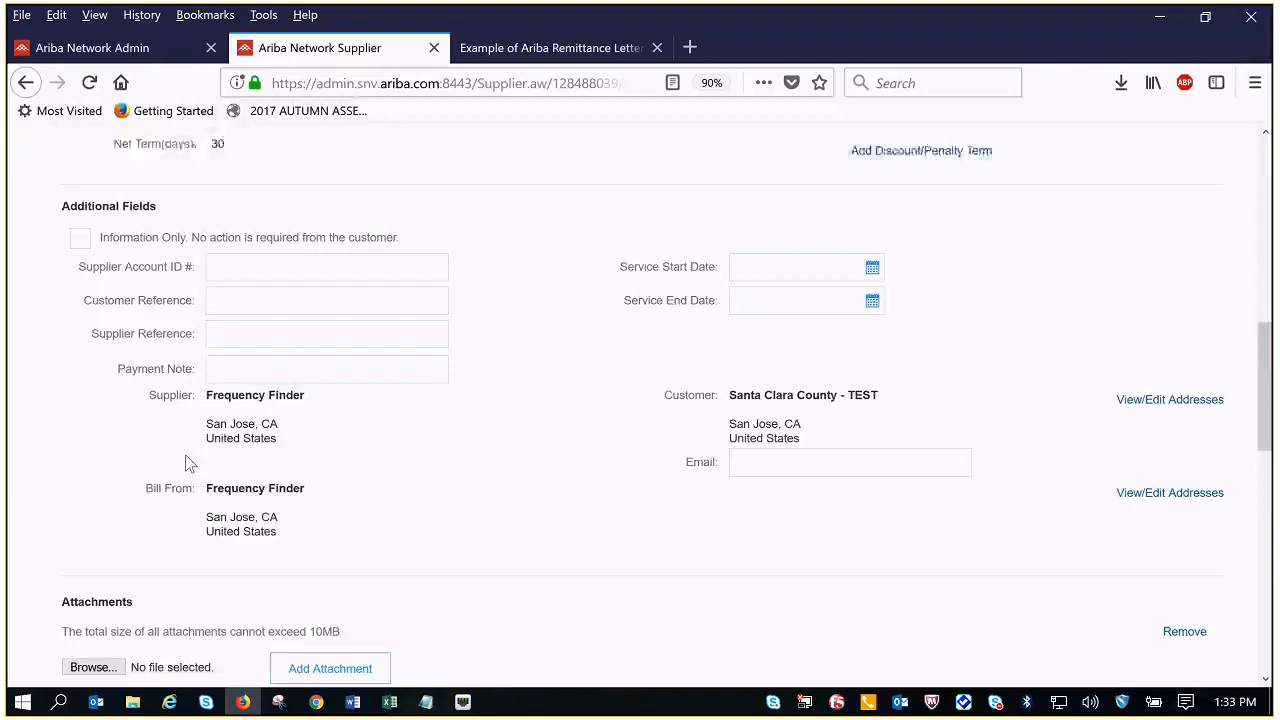 File Edit View History Bookmarks Tools Help
Ariba Network Admin Ariba Network Supplier Example of Ariba Remittance Letter
https://admin.snv.ariba.com:8443/Supplier.aw/128488039/ 90% Search
Most Visited Getting Started 2017 AUTUMN ASSE...
Net Term(days): 30 Add Discount/Penalty Term
Additional Fields
Information Only. No action is required from the customer.
Supplier Account ID #: Service Start Date:
Customer Reference: Service End Date:
Supplier Reference:
Payment Note:
Supplier: Frequency Finder Customer: Santa Clara County - TEST View/Edit Addresses
San Jose, CA San Jose, CA
United States United States
Email:
Bill From: Frequency Finder View/Edit Addresses
San Jose, CA
United States
Attachments
The total size of all attachments cannot exceed 10MB Remove
Browse... No file selected. Add Attachment
1:33 PM